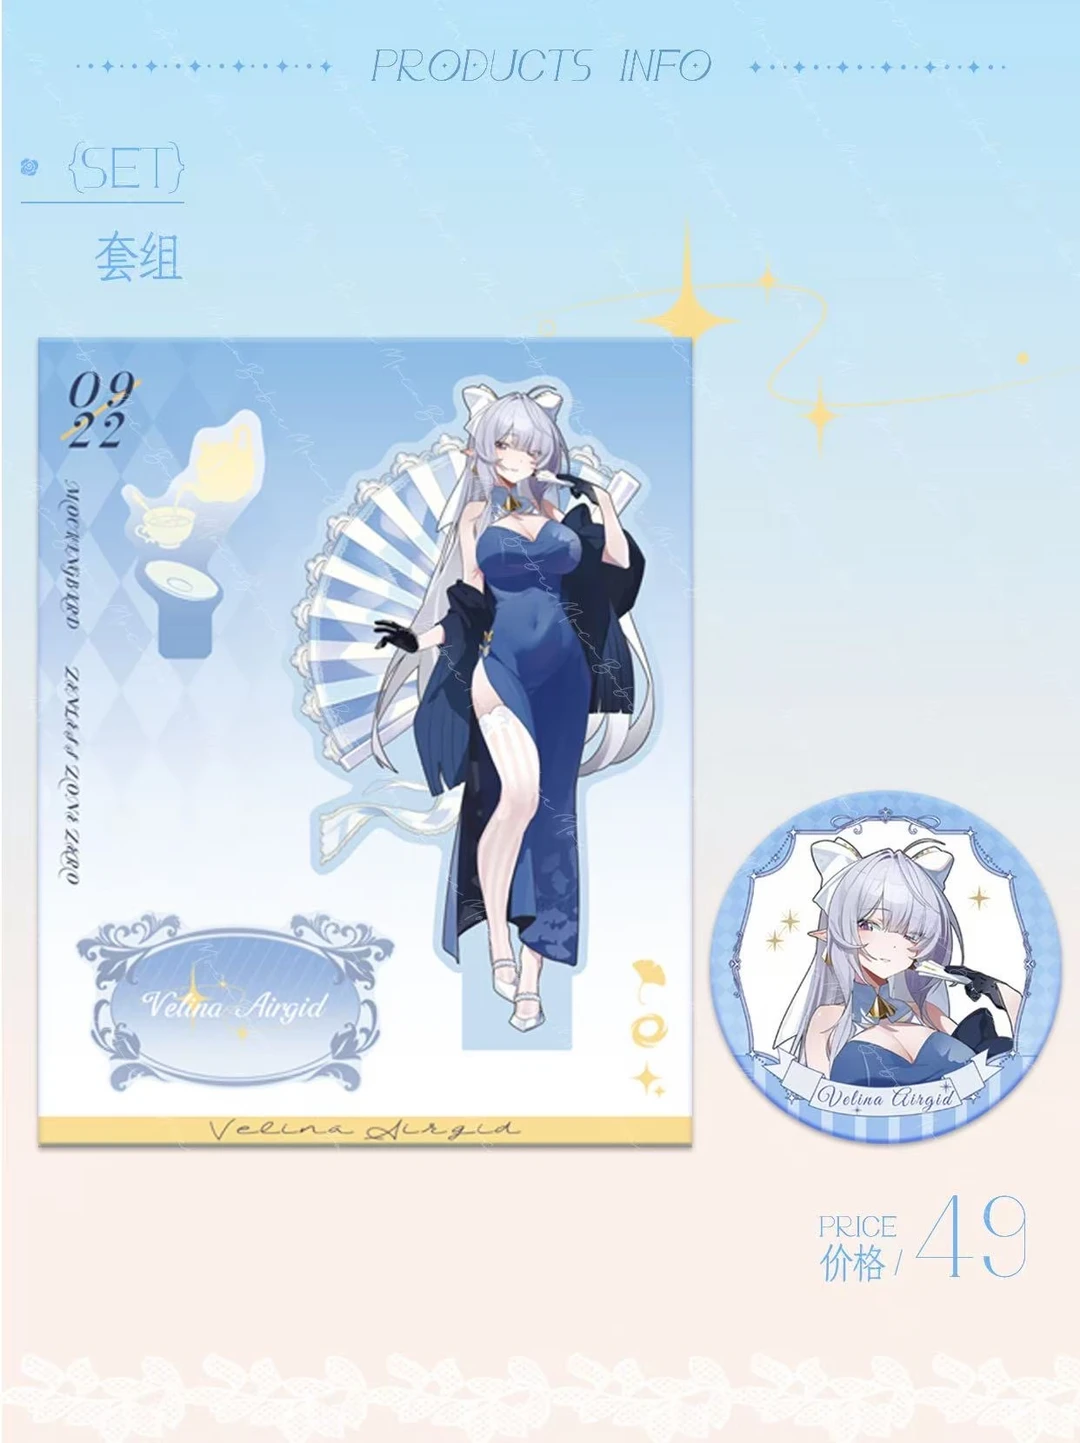 PRODUCTS INFO
{SET}
套组
09
22
MOCKINGBIRD
ZENLESS ZONE ZERO
Velina Airgid
Velina Airgid
Velina Airgid
PRICE
价格 / 49